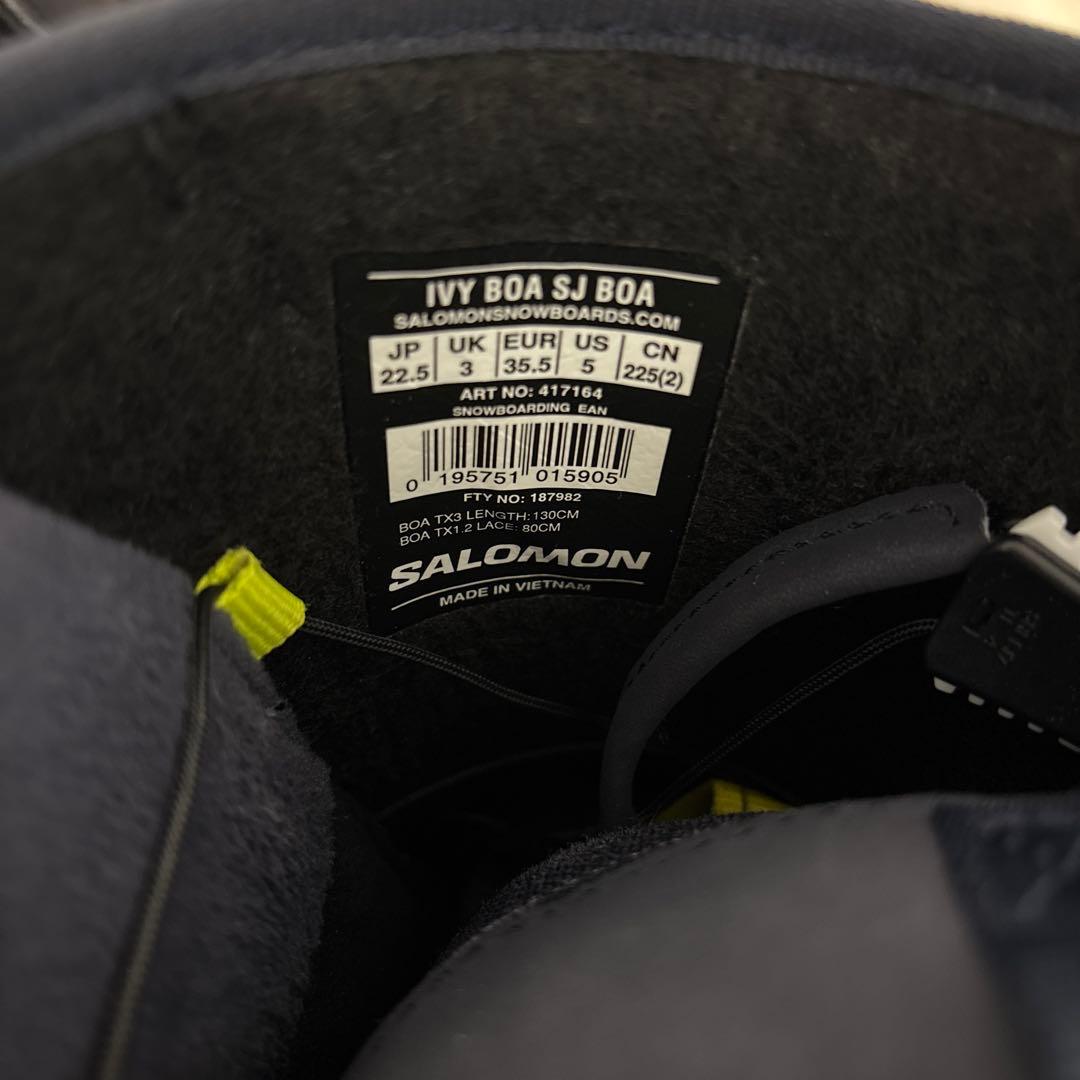 IVY BOA SJ BOA
SALOMONSNOWBOARDS.COM
JP UK EUR US CN
22.5 3 35.5 5 225(2)
ART NO: 417164
SNOWBOARDING EAN
0 195751 015905
FTY NO: 187982
BOA TX3 LENGTH:130CM
BOA TX1.2 LACE: 80CM
SALOMON
MADE IN VIETNAM